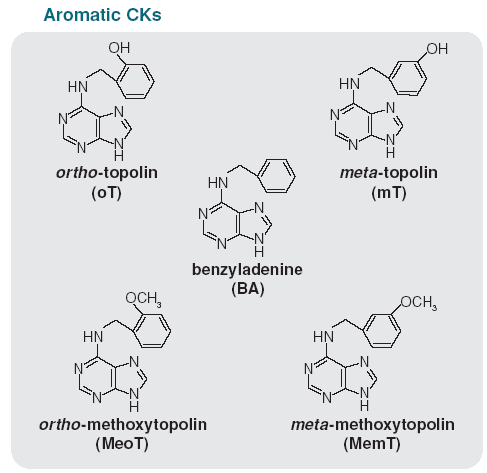 Aromatic CKs
OH
HN
N
N
N
N
H
ortho-topolin
(oT)
OH
HN
N
N
N
N
H
meta-topolin
(mT)
HN
N
N
N
N
H
benzyladenine
(BA)
OCH3
HN
N
N
N
N
H
ortho-methoxytopolin
(MeoT)
OCH3
HN
N
N
N
N
H
meta-methoxytopolin
(MemT)